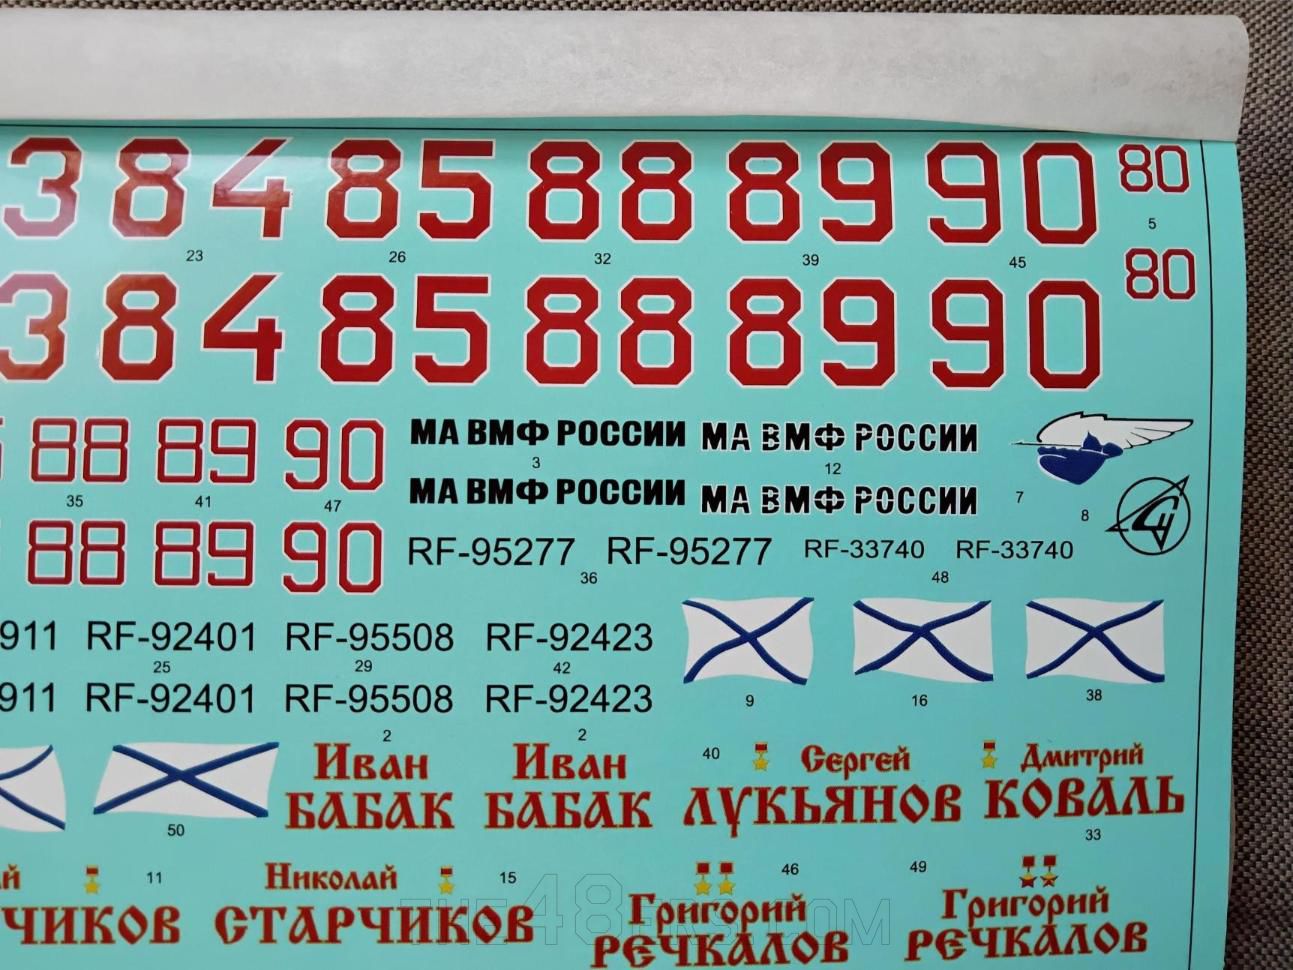 3 84 85 88 89 90 80
5
23 26 32 39 45
80
3 84 85 88 89 90
88 89 90 МА ВМФ РОССИИ МА ВМФ РОССИИ
3 12
35 41 47 7
МА ВМФ РОССИИ МА ВМФ РОССИИ 8
88 89 90 RF-95277 RF-95277 RF-33740 RF-33740
36 48
911 RF-92401 RF-95508 RF-92423
25 29 42
911 RF-92401 RF-95508 RF-92423 9 16 38
2 2
Иван Иван 40 Сергей Дмитрий
БАБАК БАБАК ЛУКЬЯНОВ КОВАЛЬ
50 33
ай 11 Николай 15 46 49
ЧИКОВ СТАРЧИКОВ Григорий Григорий
РЕЧКАЛОВ РЕЧКАЛОВ
THE48ERS.COM